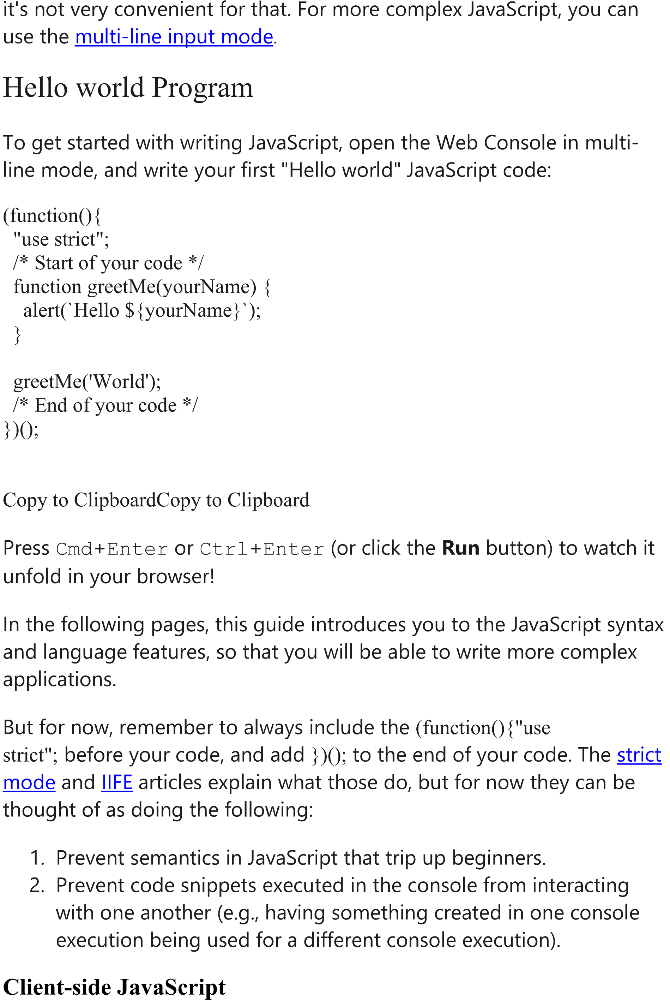 it's not very convenient for that. For more complex JavaScript, you can
use the multi-line input mode.
Hello world Program
To get started with writing JavaScript, open the Web Console in multi-
line mode, and write your first "Hello world" JavaScript code:
(function(){
  "use strict";
  /* Start of your code */
  function greetMe(yourName) {
    alert(`Hello ${yourName}`);
  }
  greetMe('World');
  /* End of your code */
})();
Copy to ClipboardCopy to Clipboard
Press Cmd+Enter or Ctrl+Enter (or click the Run button) to watch it
unfold in your browser!
In the following pages, this guide introduces you to the JavaScript syntax
and language features, so that you will be able to write more complex
applications.
But for now, remember to always include the (function(){"use
strict"; before your code, and add })(); to the end of your code. The strict
mode and IIFE articles explain what those do, but for now they can be
thought of as doing the following:
1. Prevent semantics in JavaScript that trip up beginners.
2. Prevent code snippets executed in the console from interacting
with one another (e.g., having something created in one console
execution being used for a different console execution).
Client-side JavaScript